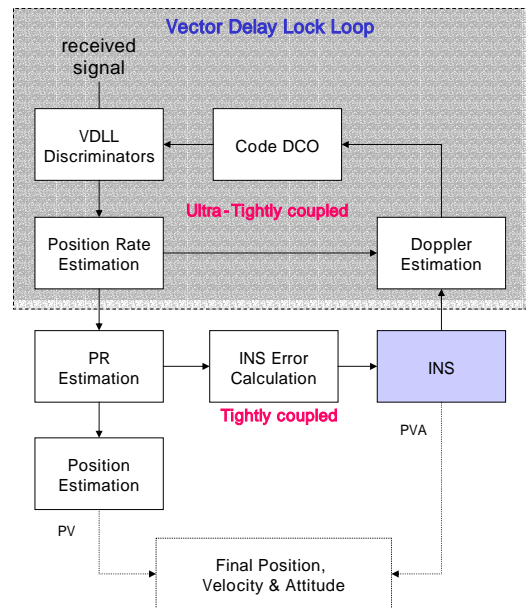 Vector Delay Lock Loop
received
signal
VDLL
Discriminators
Code DCO
Ultra-Tightly coupled
Position Rate
Estimation
Doppler
Estimation
PR
Estimation
INS Error
Calculation
INS
Tightly coupled
PVA
Position
Estimation
PV
Final Position,
Velocity & Attitude